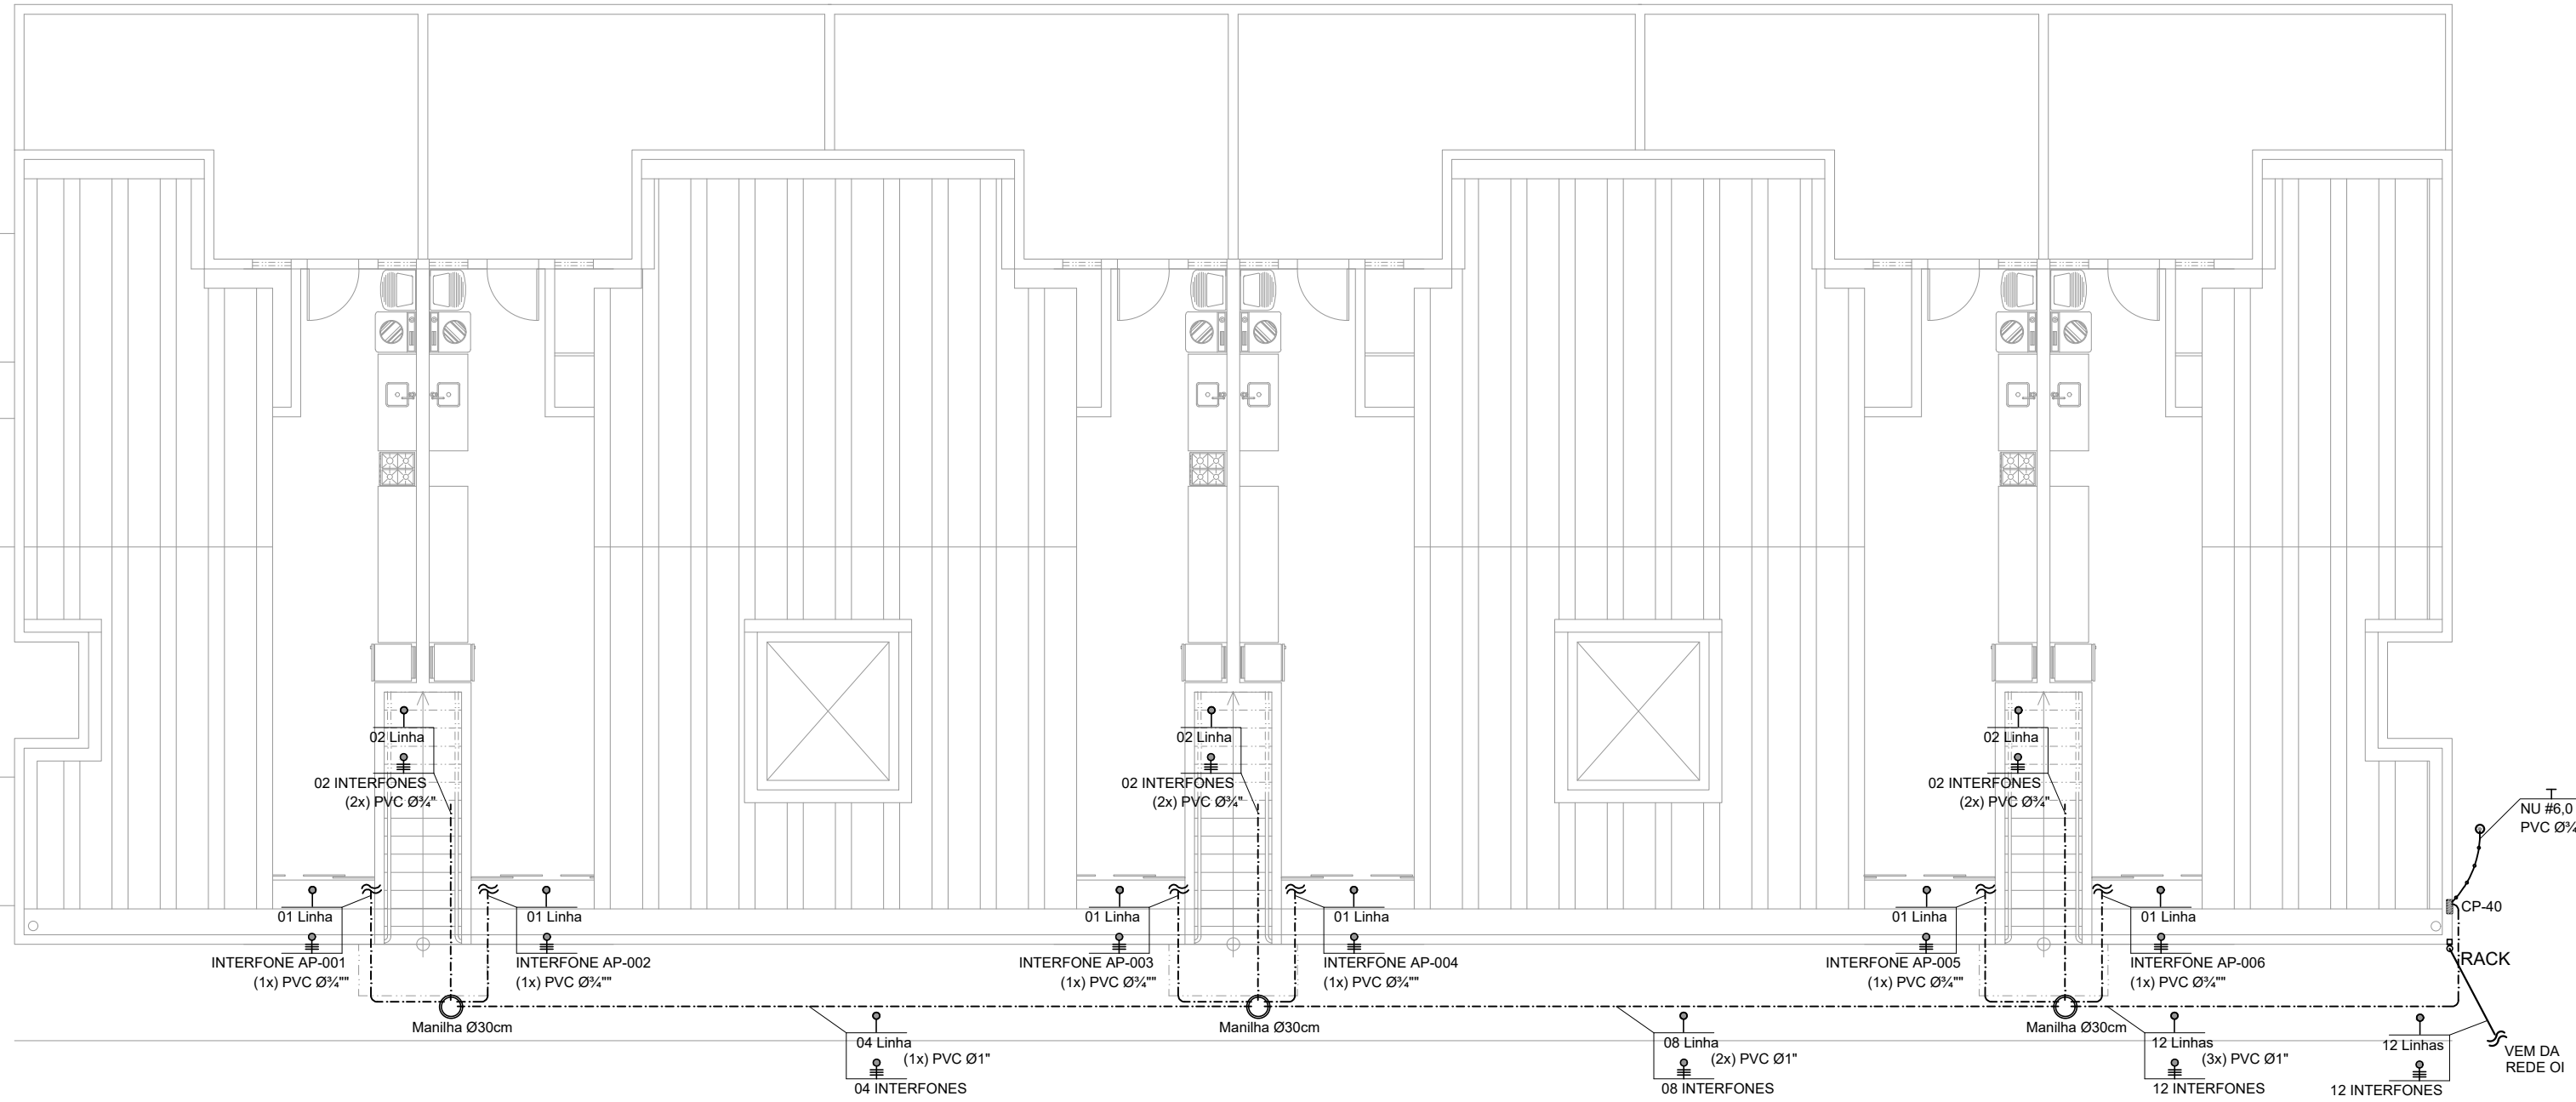 02 Linha
02 INTERFONES
(2x) PVC Ø¾"
02 Linha
02 INTERFONES
(2x) PVC Ø¾"
02 Linha
02 INTERFONES
(2x) PVC Ø¾"
T
NU #6,0
PVC Ø¾
CP-40
RACK
01 Linha
INTERFONE AP-001
(1x) PVC Ø¾""
01 Linha
INTERFONE AP-002
(1x) PVC Ø¾""
01 Linha
INTERFONE AP-003
(1x) PVC Ø¾""
01 Linha
INTERFONE AP-004
(1x) PVC Ø¾""
01 Linha
INTERFONE AP-005
(1x) PVC Ø¾""
01 Linha
INTERFONE AP-006
(1x) PVC Ø¾""
Manilha Ø30cm
Manilha Ø30cm
Manilha Ø30cm
04 Linha
(1x) PVC Ø1"
04 INTERFONES
08 Linha
(2x) PVC Ø1"
08 INTERFONES
12 Linhas
(3x) PVC Ø1"
12 INTERFONES
12 Linhas
12 INTERFONES
VEM DA
REDE OI